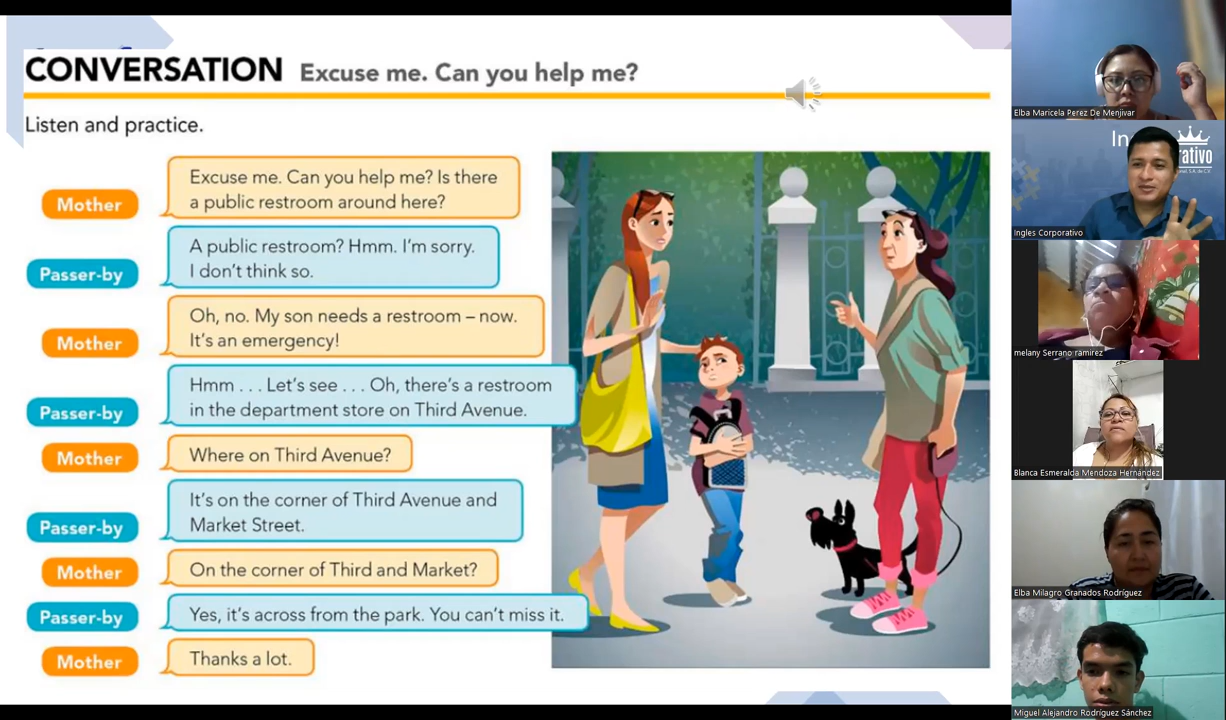 CONVERSATION Excuse me. Can you help me?
Listen and practice.
Mother
Excuse me. Can you help me? Is there
a public restroom around here?
Passer-by
A public restroom? Hmm. I'm sorry.
I don't think so.
Mother
Oh, no. My son needs a restroom – now.
It's an emergency!
Passer-by
Hmm . . . Let's see . . . Oh, there's a restroom
in the department store on Third Avenue.
Mother
Where on Third Avenue?
Passer-by
It's on the corner of Third Avenue and
Market Street.
Mother
On the corner of Third and Market?
Passer-by
Yes, it's across from the park. You can't miss it.
Mother
Thanks a lot.
Elba Maricela Perez De Menjivar
In
rativo
Ingles Corporativo
melany Serrano ramirez
Blanca Esmeralda Mendoza Hernández
Elba Milagro Granados Rodríguez
Miguel Alejandro Rodríguez Sánchez